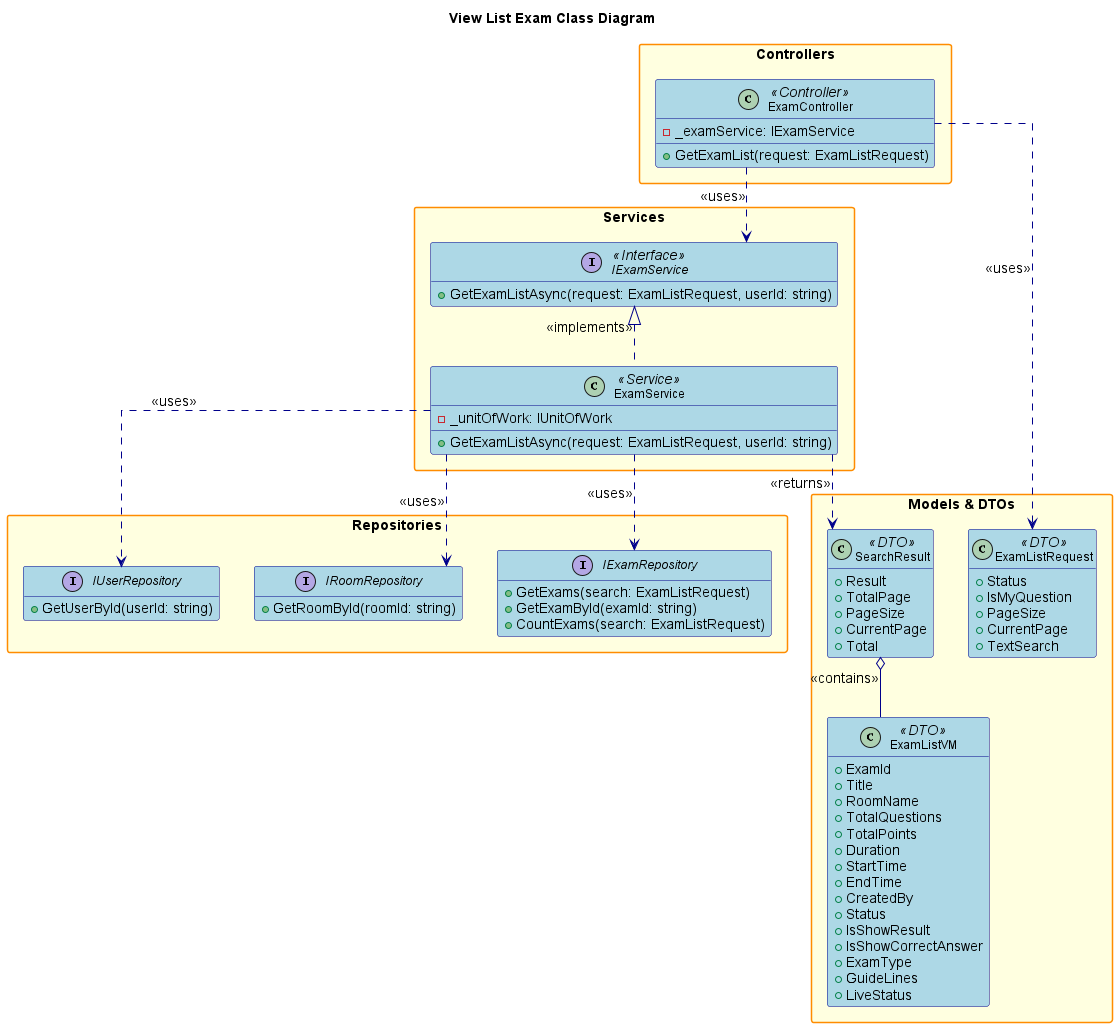 View List Exam Class Diagram
Controllers
C
«Controller»
ExamController
_examService: IExamService
GetExamList(request: ExamListRequest)
«uses»
«uses»
Services
I
«Interface»
IExamService
GetExamListAsync(request: ExamListRequest, userId: string)
«implements»
C
«Service»
ExamService
_unitOfWork: IUnitOfWork
GetExamListAsync(request: ExamListRequest, userId: string)
«uses»
«uses»
«uses»
«returns»
Repositories
I
IUserRepository
GetUserById(userId: string)
I
IRoomRepository
GetRoomById(roomId: string)
I
IExamRepository
GetExams(search: ExamListRequest)
GetExamById(examId: string)
CountExams(search: ExamListRequest)
Models & DTOs
C
«DTO»
SearchResult
Result
TotalPage
PageSize
CurrentPage
Total
C
«DTO»
ExamListRequest
Status
IsMyQuestion
PageSize
CurrentPage
TextSearch
«contains»
C
«DTO»
ExamListVM
ExamId
Title
RoomName
TotalQuestions
TotalPoints
Duration
StartTime
EndTime
CreatedBy
Status
IsShowResult
IsShowCorrectAnswer
ExamType
GuideLines
LiveStatus